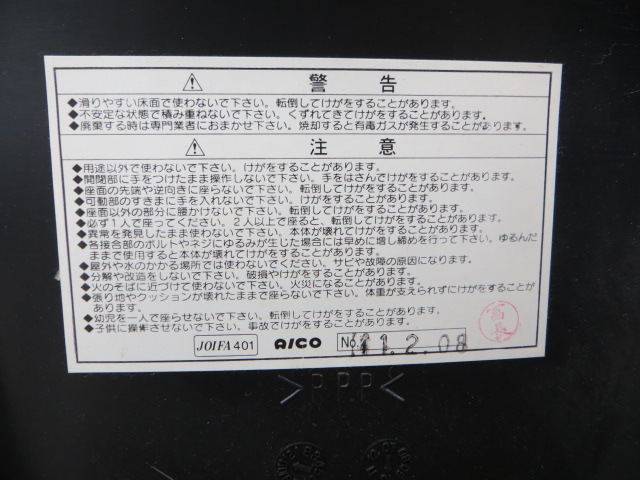 警告
◆滑りやすい床面で使わないで下さい。転倒してけがをすることがあります。
◆不安定な状態で積み重ねないで下さい。くずれてきてけがをすることがあります。
◆廃棄する時は専門業者におまかせ下さい。焼却すると有毒ガスが発生することがあります。
注意
◆用途以外で使わないで下さい。けがをすることがあります。
◆開閉部に手をつけたまま操作しないで下さい。手をはさんでけがをすることがあります。
◆座面の先端や逆向きに座らないで下さい。転倒してけがをすることがあります。
◆可動部のすきまに手を入れないで下さい。けがをすることがあります。
◆座面以外の部分に腰かけないで下さい。転倒してけがをすることがあります。
◆必ず1人で座ってください。2人以上で座ると、転倒してけがをすることがあります。
◆異常を発見したまま使わないで下さい。本体が壊れてけがをすることがあります。
◆各接合部のボルトやネジにゆるみが生じた場合には早めに増し締めを行って下さい。ゆるんだ
ままで使用すると本体が壊れてけがをすることがあります。
◆屋外や水のかかる場所では使わないでください。サビや故障の原因になります。
◆分解や改造をしないで下さい。破損やけがをすることがあります。
◆火のそばに近づけて使わないで下さい。火災になることがあります。
◆張り地やクッションが壊れたままで座らないで下さい。体重が支えられずにけがをすることが
あります。
◆幼児を一人で座らせないで下さい。転倒してけがをすることがあります。
◆子供に操作させないで下さい。事故でけがをすることがあります。
JOIFA401 AICO No. 11.2.08
>PP<